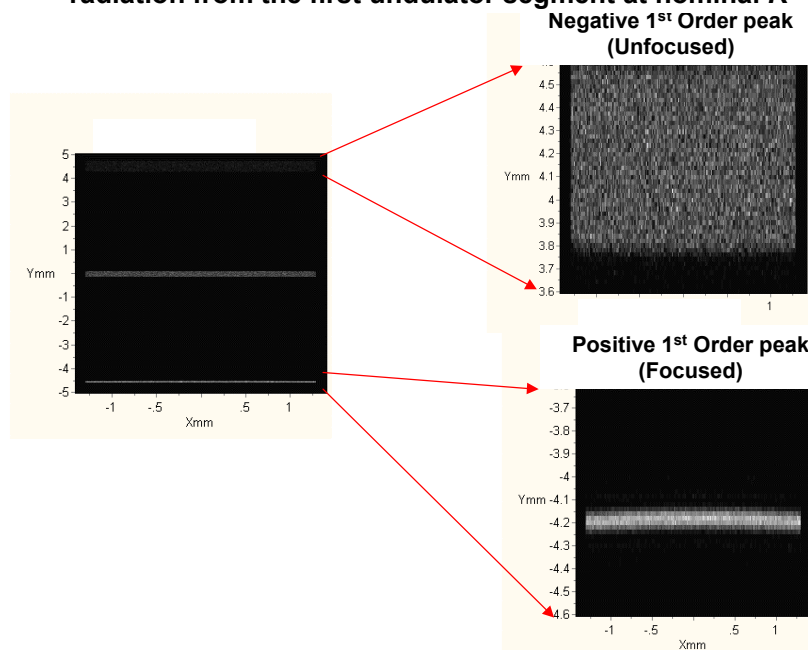 radiation from the first undulator segment at nominal
Negative 1st Order peak
(Unfocused)
5
4
3
2
1
Ymm
-1
-2
-3
-4
-5
-1 -.5 .5 1
Xmm
4.5
4.4
4.3
4.2
Ymm 4.1
4
3.9
3.8
3.7
3.6
1
Positive 1st Order peak
(Focused)
-3.7
-3.8
-3.9
-4
Ymm -4.1
-4.2
-4.3
-4.4
-4.5
-4.6
-1 -.5 .5 1
Xmm